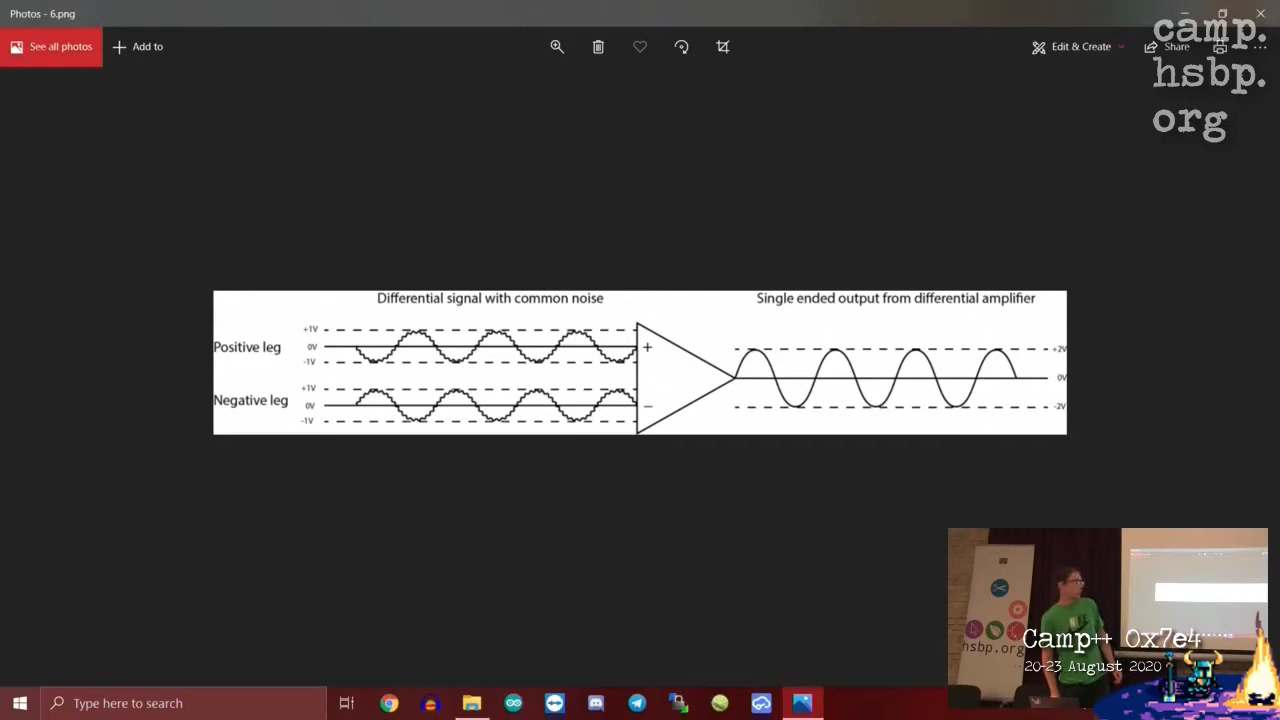 Photos - 6.png
See all photos
Add to
Edit & Create
Share
camp.
hsbp.
org
Differential signal with common noise
Single ended output from differential amplifier
Positive leg
+1V
0V
-1V
+
+2V
0V
-2V
Negative leg
+1V
0V
-1V
−
hsbp.org
Camp++ 0x7e4
20-23 August 2020
Type here to search